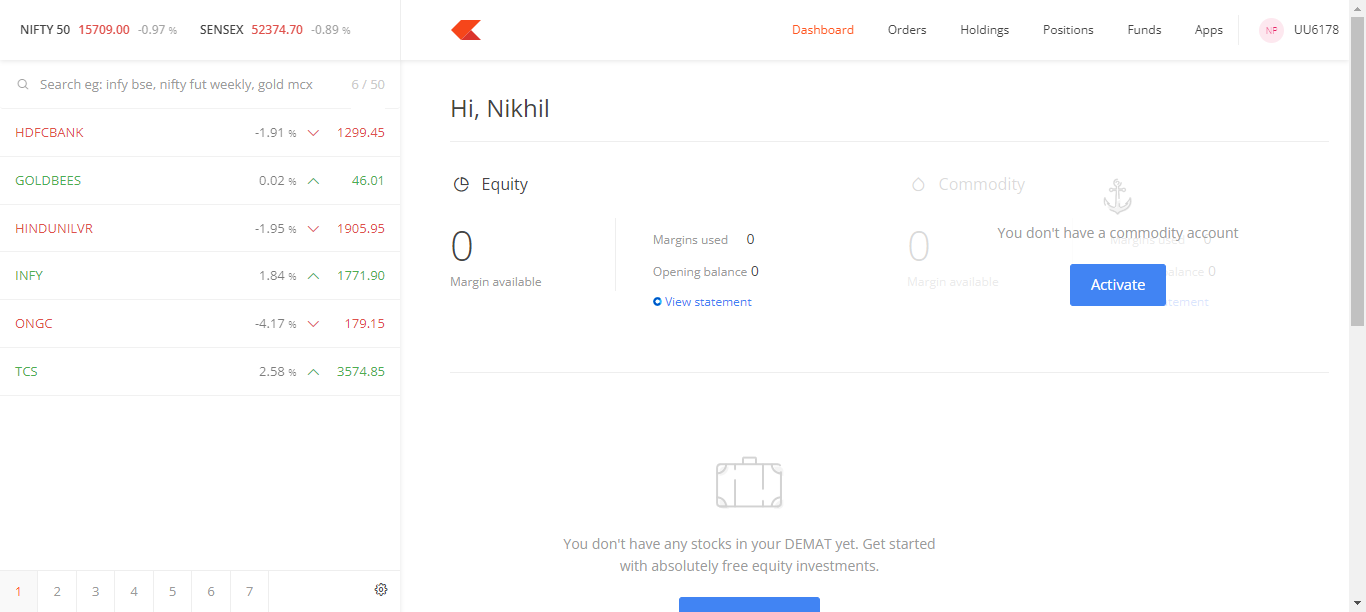 NIFTY 50 15709.00 -0.97 % SENSEX 52374.70 -0.89 %
Dashboard Orders Holdings Positions Funds Apps NP UU6178
Search eg: infy bse, nifty fut weekly, gold mcx 6 / 50
HDFCBANK -1.91 % 1299.45
GOLDBEES 0.02 % 46.01
HINDUNILVR -1.95 % 1905.95
INFY 1.84 % 1771.90
ONGC -4.17 % 179.15
TCS 2.58 % 3574.85
1 2 3 4 5 6 7
Hi, Nikhil
Equity
0
Margin available
Margins used 0
Opening balance 0
View statement
Commodity
0
Margin available
You don't have a commodity account
Margins used 0
alance 0
tement
Activate
You don't have any stocks in your DEMAT yet. Get started
with absolutely free equity investments.